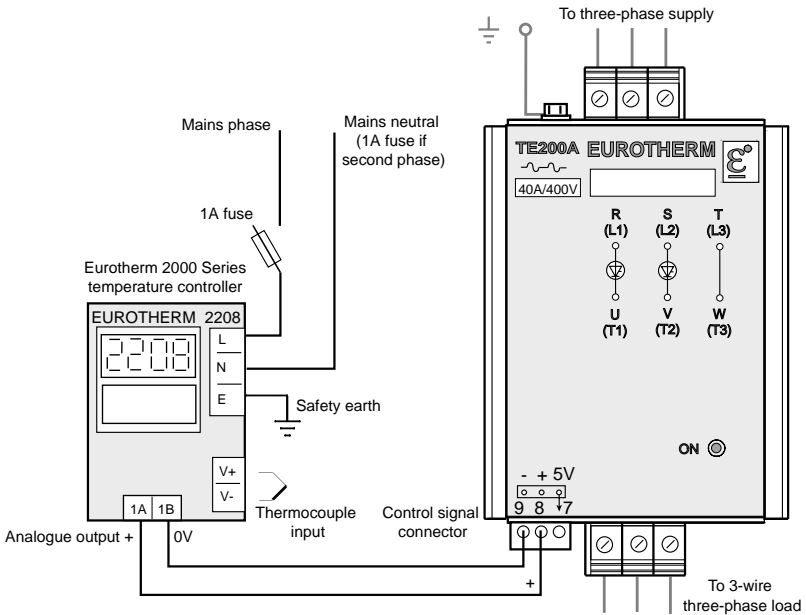 To three-phase supply
Mains phase
Mains neutral
(1A fuse if
second phase)
1A fuse
Eurotherm 2000 Series
temperature controller
EUROTHERM 2208
2208
L
N
E
Safety earth
V+
V-
Thermocouple
input
1A 1B
Analogue output +
0V
TE200A EUROTHERM
ε
40A/400V
R S T
(L1) (L2) (L3)
U V W
(T1) (T2) (T3)
ON
- + 5V
9 8 7
Control signal
connector
+
To 3-wire
three-phase load